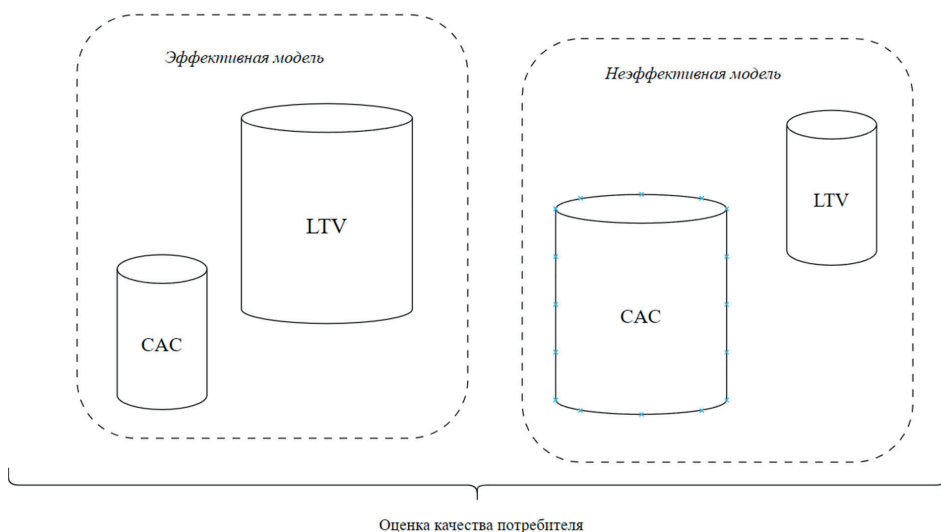 Эффективная модель
LTV
CAC
Неэффективная модель
LTV
CAC
Оценка качества потребителя